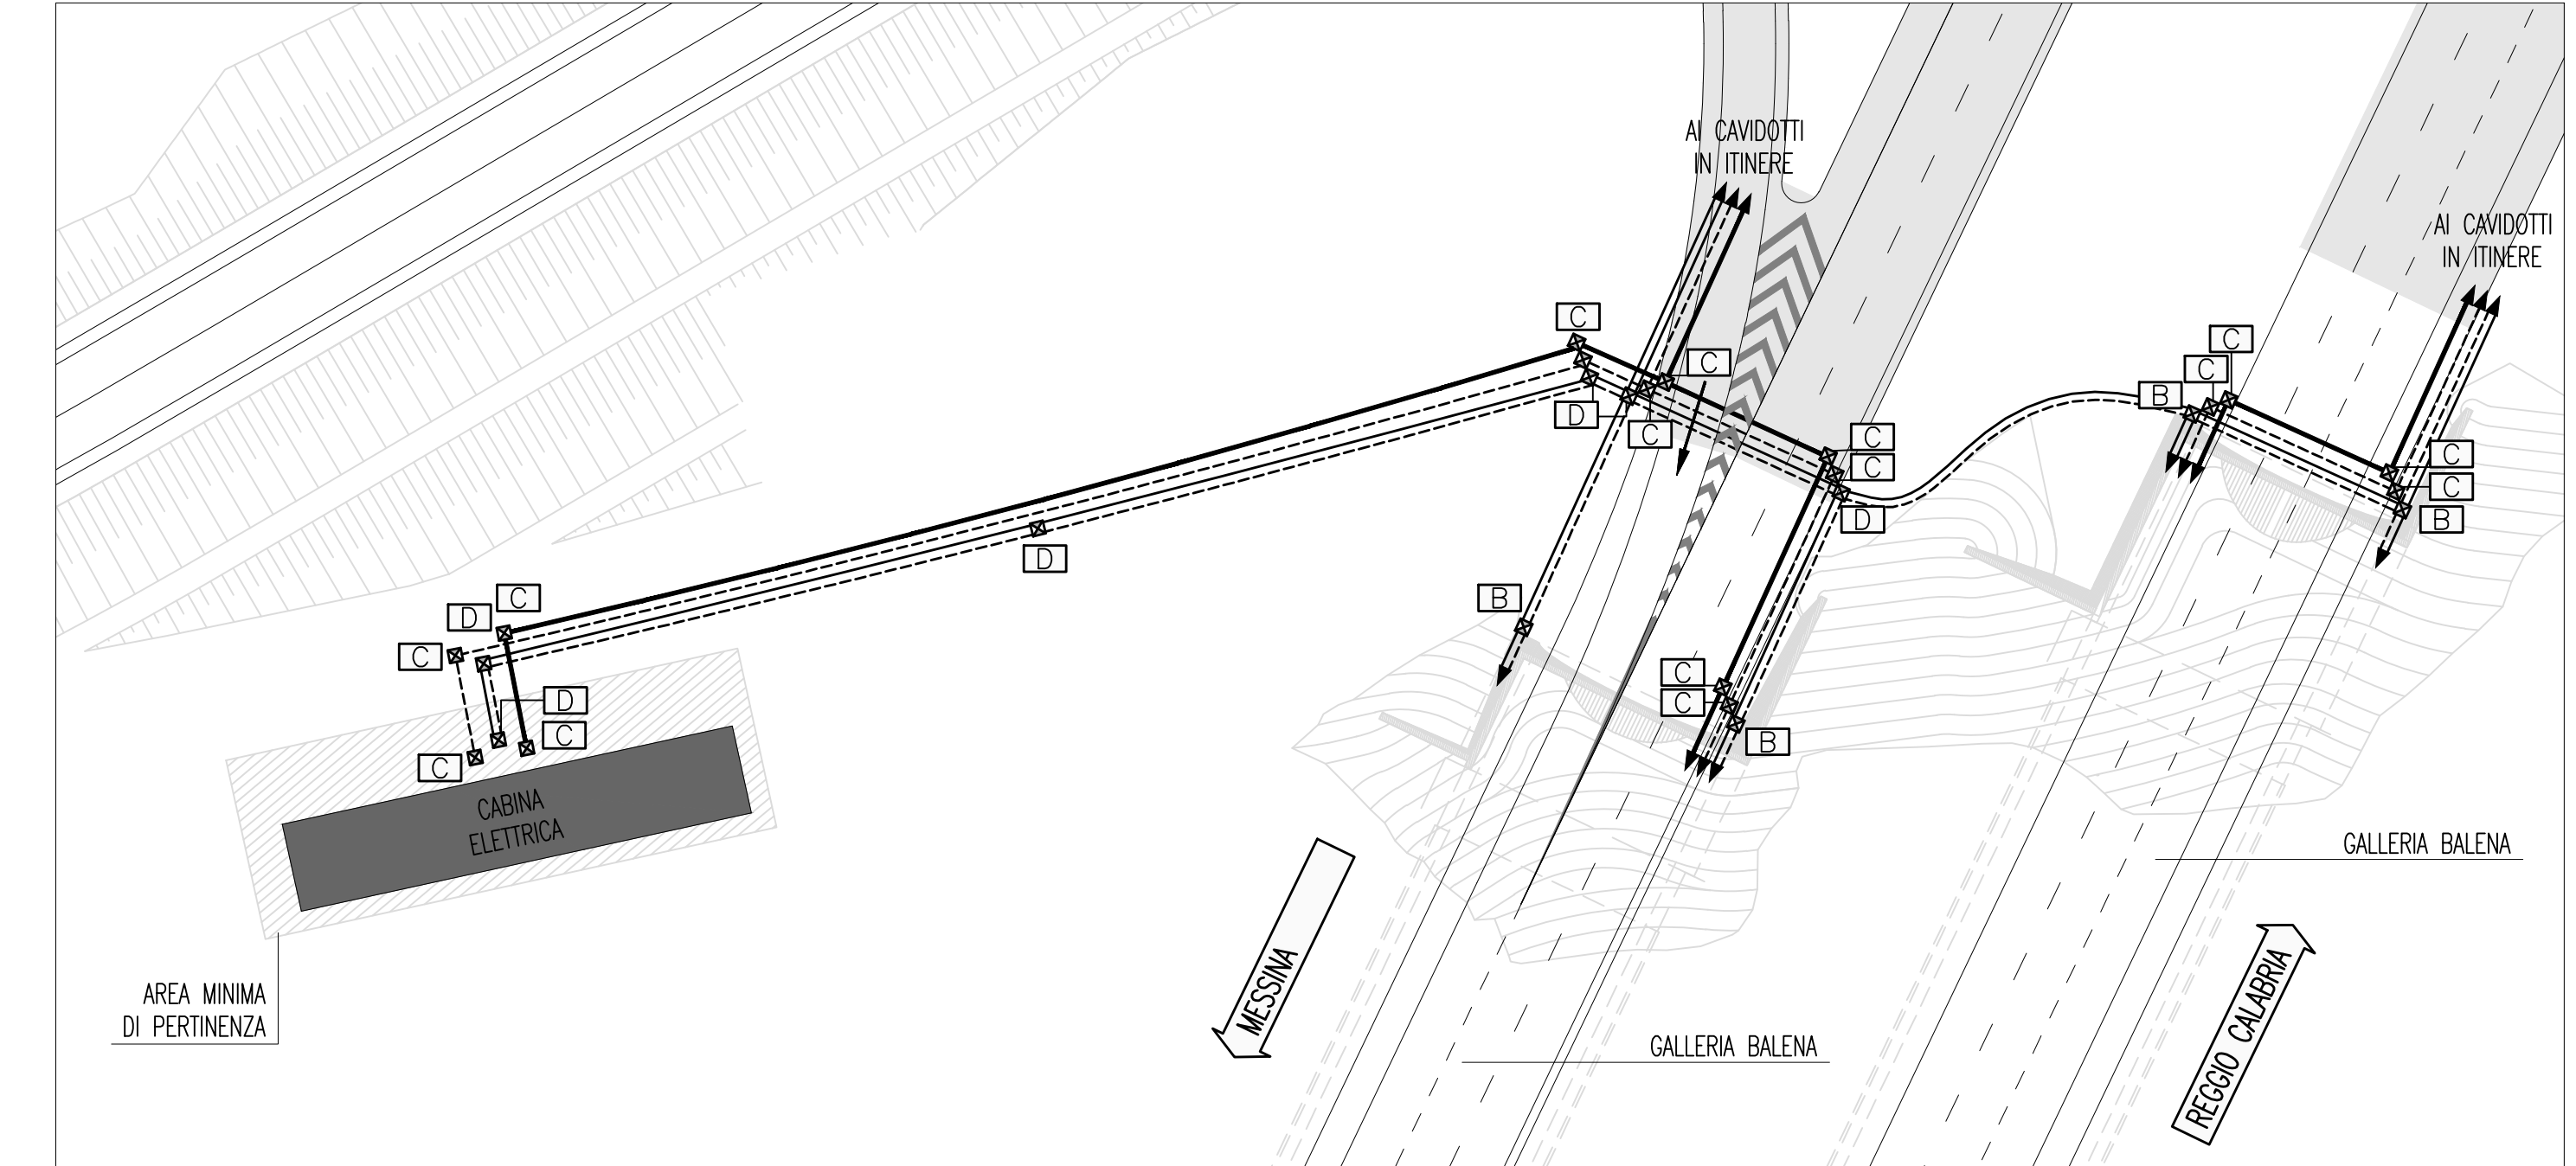 AI CAVIDOTTI
IN ITINERE
AI CAVIDOTTI
IN ITINERE
C
C
C
C
B
D
C
C
C
C
C
D
B
D
B
C
D
C
C
C
D
C
C
B
C
CABINA
ELETTRICA
GALLERIA BALENA
AREA MINIMA
DI PERTINENZA
MESSINA
REGGIO CALABRIA
GALLERIA BALENA